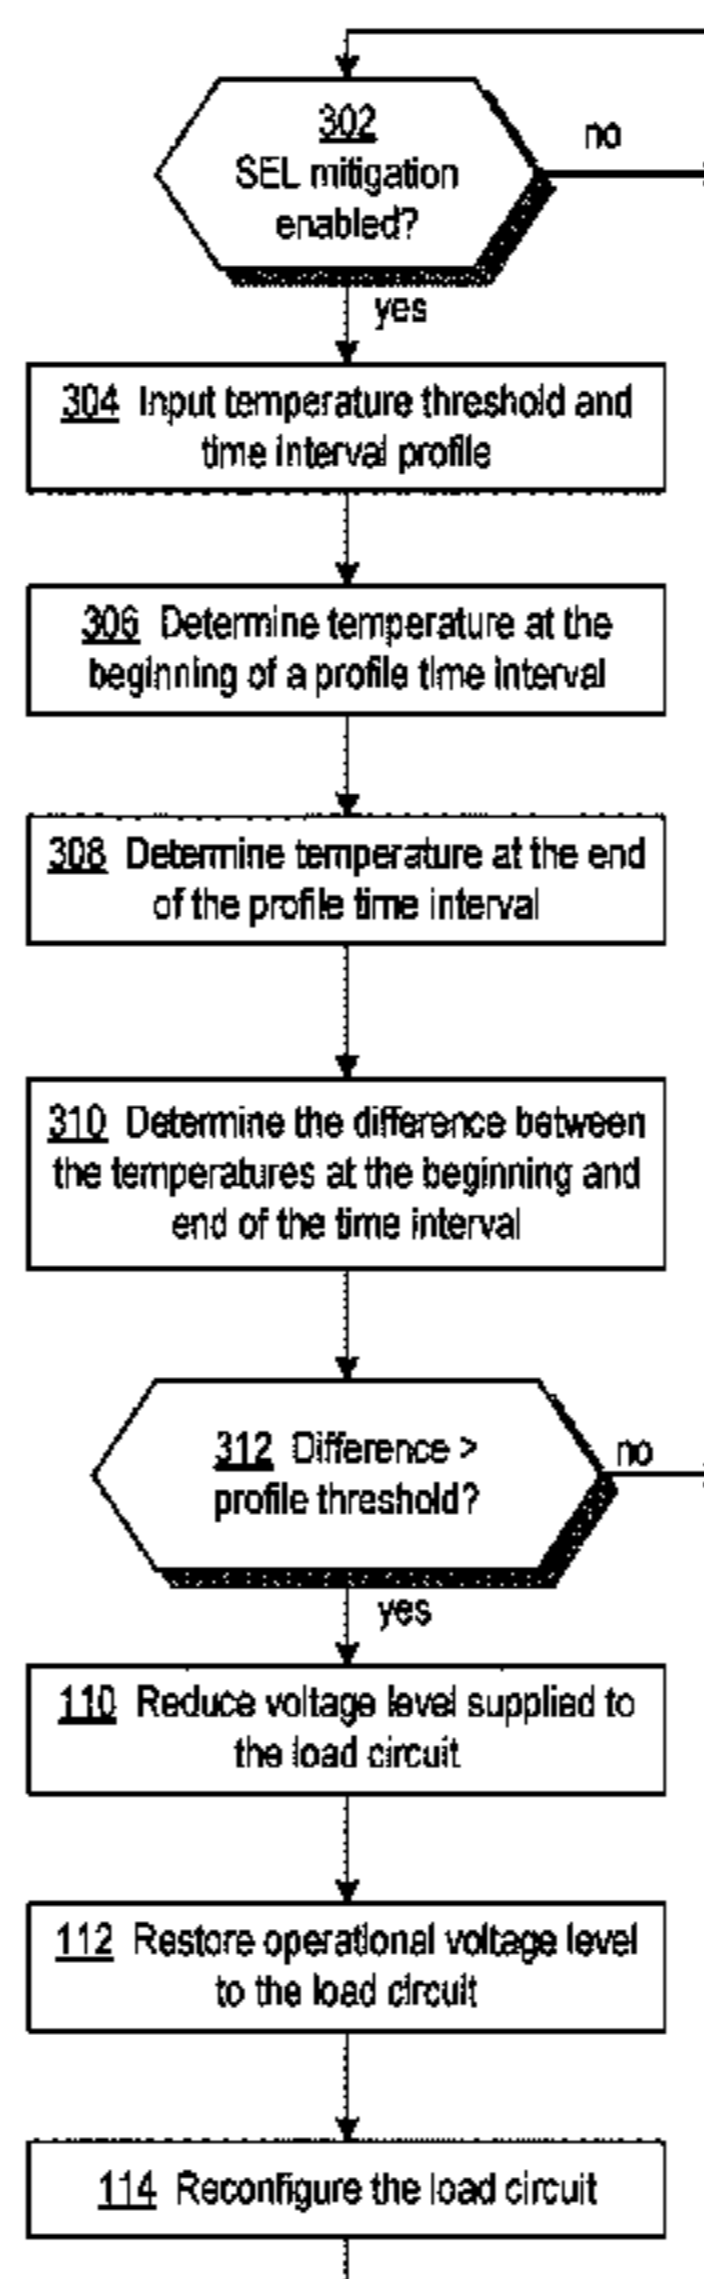 302
SEL mitigation
enabled?
no
yes
304 Input temperature threshold and
time interval profile
306 Determine temperature at the
beginning of a profile time interval
308 Determine temperature at the end
of the profile time interval
310 Determine the difference between
the temperatures at the beginning and
end of the time interval
312 Difference >
profile threshold?
no
yes
110 Reduce voltage level supplied to
the load circuit
112 Restore operational voltage level
to the load circuit
114 Reconfigure the load circuit